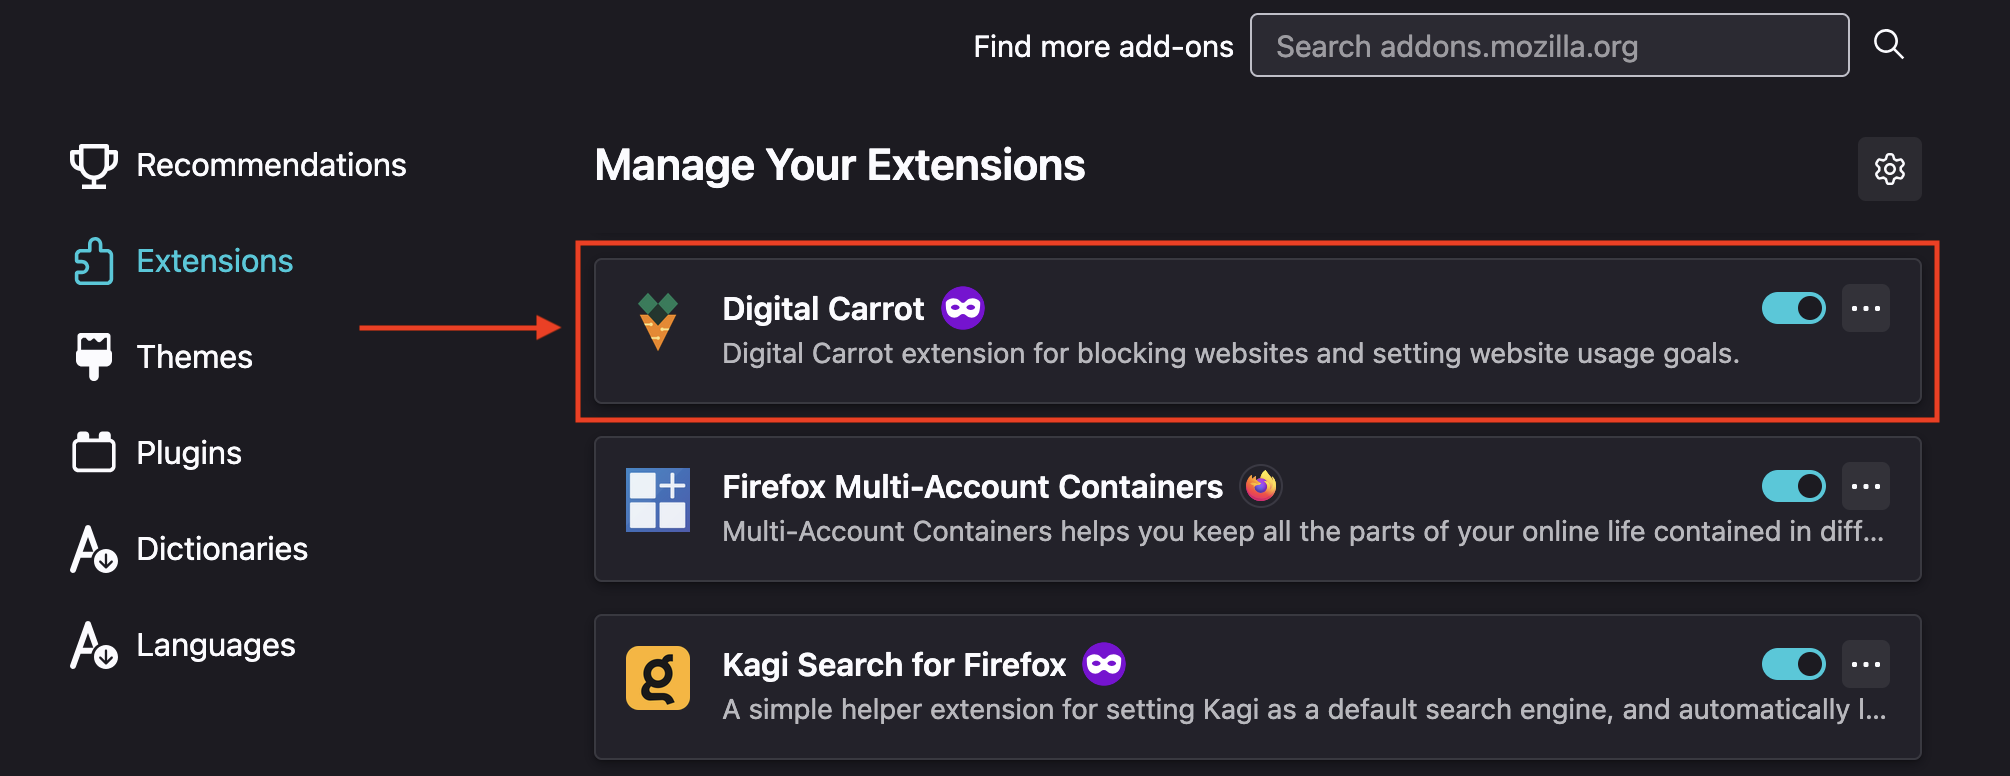 Find more add-ons
Search addons.mozilla.org
Recommendations
Extensions
Themes
Plugins
Dictionaries
Languages
Manage Your Extensions
Digital Carrot
Digital Carrot extension for blocking websites and setting website usage goals.
Firefox Multi-Account Containers
Multi-Account Containers helps you keep all the parts of your online life contained in diff...
g
Kagi Search for Firefox
A simple helper extension for setting Kagi as a default search engine, and automatically l...